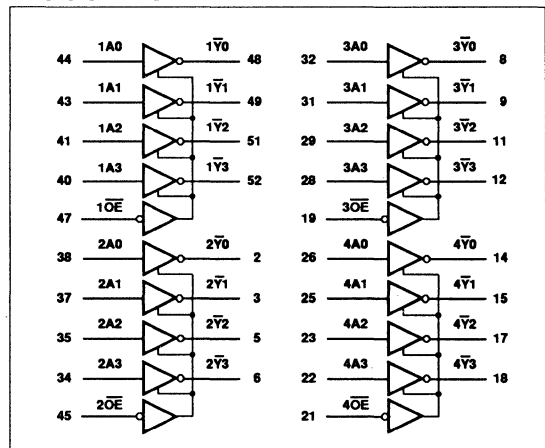 44 1A0 1Y̅0 48
43 1A1 1Y̅1 49
41 1A2 1Y̅2 51
40 1A3 1Y̅3 52
47 1O̅E̅
38 2A0 2Y̅0 2
37 2A1 2Y̅1 3
35 2A2 2Y̅2 5
34 2A3 2Y̅3 6
45 2O̅E̅
32 3A0 3Y̅0 8
31 3A1 3Y̅1 9
29 3A2 3Y̅2 11
28 3A3 3Y̅3 12
19 3O̅E̅
26 4A0 4Y̅0 14
25 4A1 4Y̅1 15
23 4A2 4Y̅2 17
22 4A3 4Y̅3 18
21 4O̅E̅